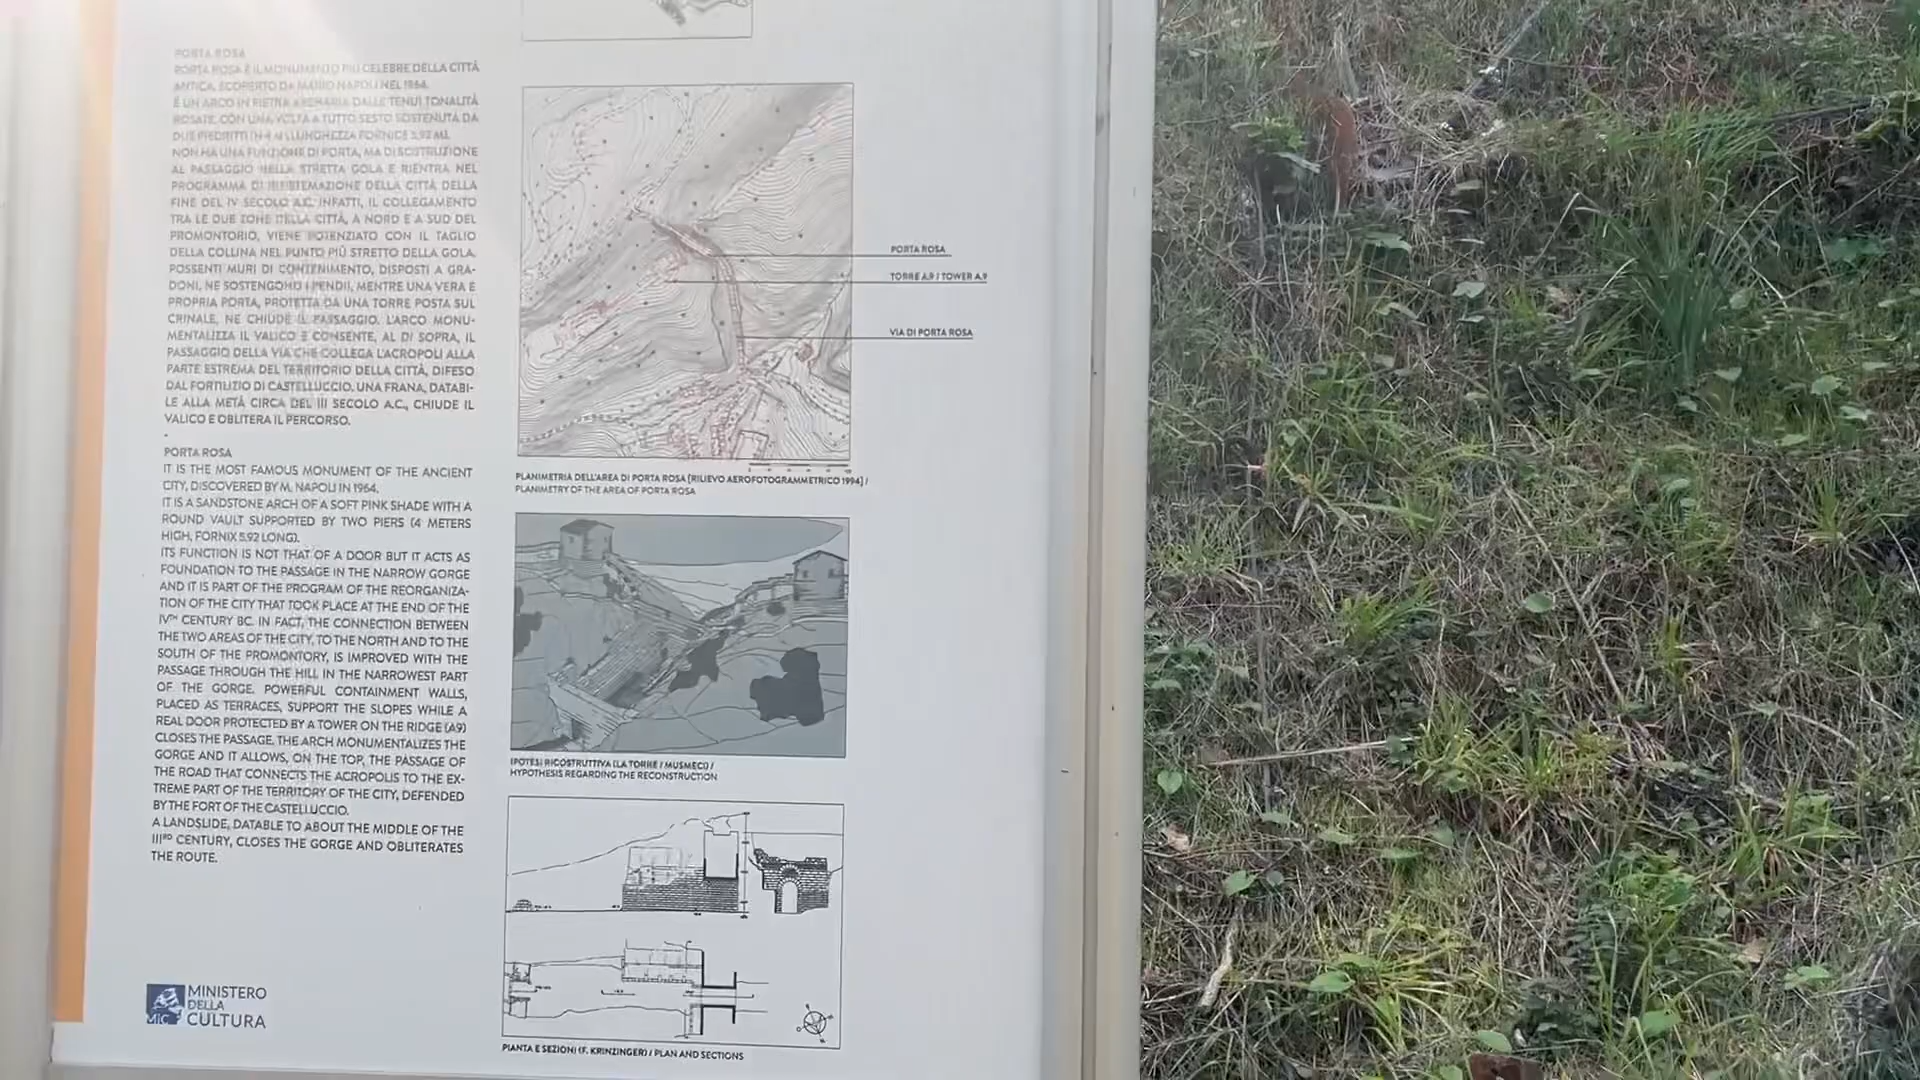 PORTA ROSA
PORTA ROSA È IL MONUMENTO PIÙ CELEBRE DELLA CITTÀ
ANTICA, SCOPERTO DA MARIO NAPOLI NEL 1964.
È UN ARCO IN PIETRA ARENARIA DALLE TENUI TONALITÀ
ROSATE, CON UNA VOLTA A TUTTO SESTO SOSTENUTA DA
DUE PIEDRITTI (H 4 M LUNGHEZZA FORNICE 5.92 M).
NON HA UNA FUNZIONE DI PORTA, MA DI SOSTRUZIONE
AL PASSAGGIO NELLA STRETTA GOLA E RIENTRA NEL
PROGRAMMA DI RISISTEMAZIONE DELLA CITTÀ DELLA
FINE DEL IV SECOLO A.C. INFATTI, IL COLLEGAMENTO
TRA LE DUE ZONE DELLA CITTÀ, A NORD E A SUD DEL
PROMONTORIO, VIENE POTENZIATO CON IL TAGLIO
DELLA COLLINA NEL PUNTO PIÙ STRETTO DELLA GOLA.
POSSENTI MURI DI CONTENIMENTO, DISPOSTI A GRA-
DONI, NE SOSTENGONO I PENDII, MENTRE UNA VERA E
PROPRIA PORTA, PROTETTA DA UNA TORRE POSTA SUL
CRINALE, NE CHIUDE IL PASSAGGIO. L'ARCO MONU-
MENTALIZZA IL VALICO E CONSENTE, AL DI SOPRA, IL
PASSAGGIO DELLA VIA CHE COLLEGA L'ACROPOLI ALLA
PARTE ESTREMA DEL TERRITORIO DELLA CITTÀ, DIFESO
DAL FORTILIZIO DI CASTELLUCCIO. UNA FRANA, DATABI-
LE ALLA METÀ CIRCA DEL III SECOLO A.C., CHIUDE IL
VALICO E OBLITERA IL PERCORSO.
-
PORTA ROSA
IT IS THE MOST FAMOUS MONUMENT OF THE ANCIENT
CITY, DISCOVERED BY M. NAPOLI IN 1964.
IT IS A SANDSTONE ARCH OF A SOFT PINK SHADE WITH A
ROUND VAULT SUPPORTED BY TWO PIERS (4 METERS
HIGH, FORNIX 5.92 LONG).
ITS FUNCTION IS NOT THAT OF A DOOR BUT IT ACTS AS
FOUNDATION TO THE PASSAGE IN THE NARROW GORGE
AND IT IS PART OF THE PROGRAM OF THE REORGANIZA-
TION OF THE CITY THAT TOOK PLACE AT THE END OF THE
IVTH CENTURY BC. IN FACT, THE CONNECTION BETWEEN
THE TWO AREAS OF THE CITY, TO THE NORTH AND TO THE
SOUTH OF THE PROMONTORY, IS IMPROVED WITH THE
PASSAGE THROUGH THE HILL IN THE NARROWEST PART
OF THE GORGE. POWERFUL CONTAINMENT WALLS,
PLACED AS TERRACES, SUPPORT THE SLOPES WHILE A
REAL DOOR PROTECTED BY A TOWER ON THE RIDGE (A9)
CLOSES THE PASSAGE. THE ARCH MONUMENTALIZES THE
GORGE AND IT ALLOWS, ON THE TOP, THE PASSAGE OF
THE ROAD THAT CONNECTS THE ACROPOLIS TO THE EX-
TREME PART OF THE TERRITORY OF THE CITY, DEFENDED
BY THE FORT OF THE CASTELLUCCIO.
A LANDSLIDE, DATABLE TO ABOUT THE MIDDLE OF THE
IIIRD CENTURY, CLOSES THE GORGE AND OBLITERATES
THE ROUTE.
MiC
MINISTERO
DELLA
CULTURA
PORTA ROSA
TORRE A.9 / TOWER A.9
VIA DI PORTA ROSA
PLANIMETRIA DELL'AREA DI PORTA ROSA [RILIEVO AEROFOTOGRAMMETRICO 1994] /
PLANIMETRY OF THE AREA OF PORTA ROSA
IPOTESI RICOSTRUTTIVA (LA TORRE / MUSMECI) /
HYPOTHESIS REGARDING THE RECONSTRUCTION
PIANTA E SEZIONI (F. KRINZINGER) / PLAN AND SECTIONS